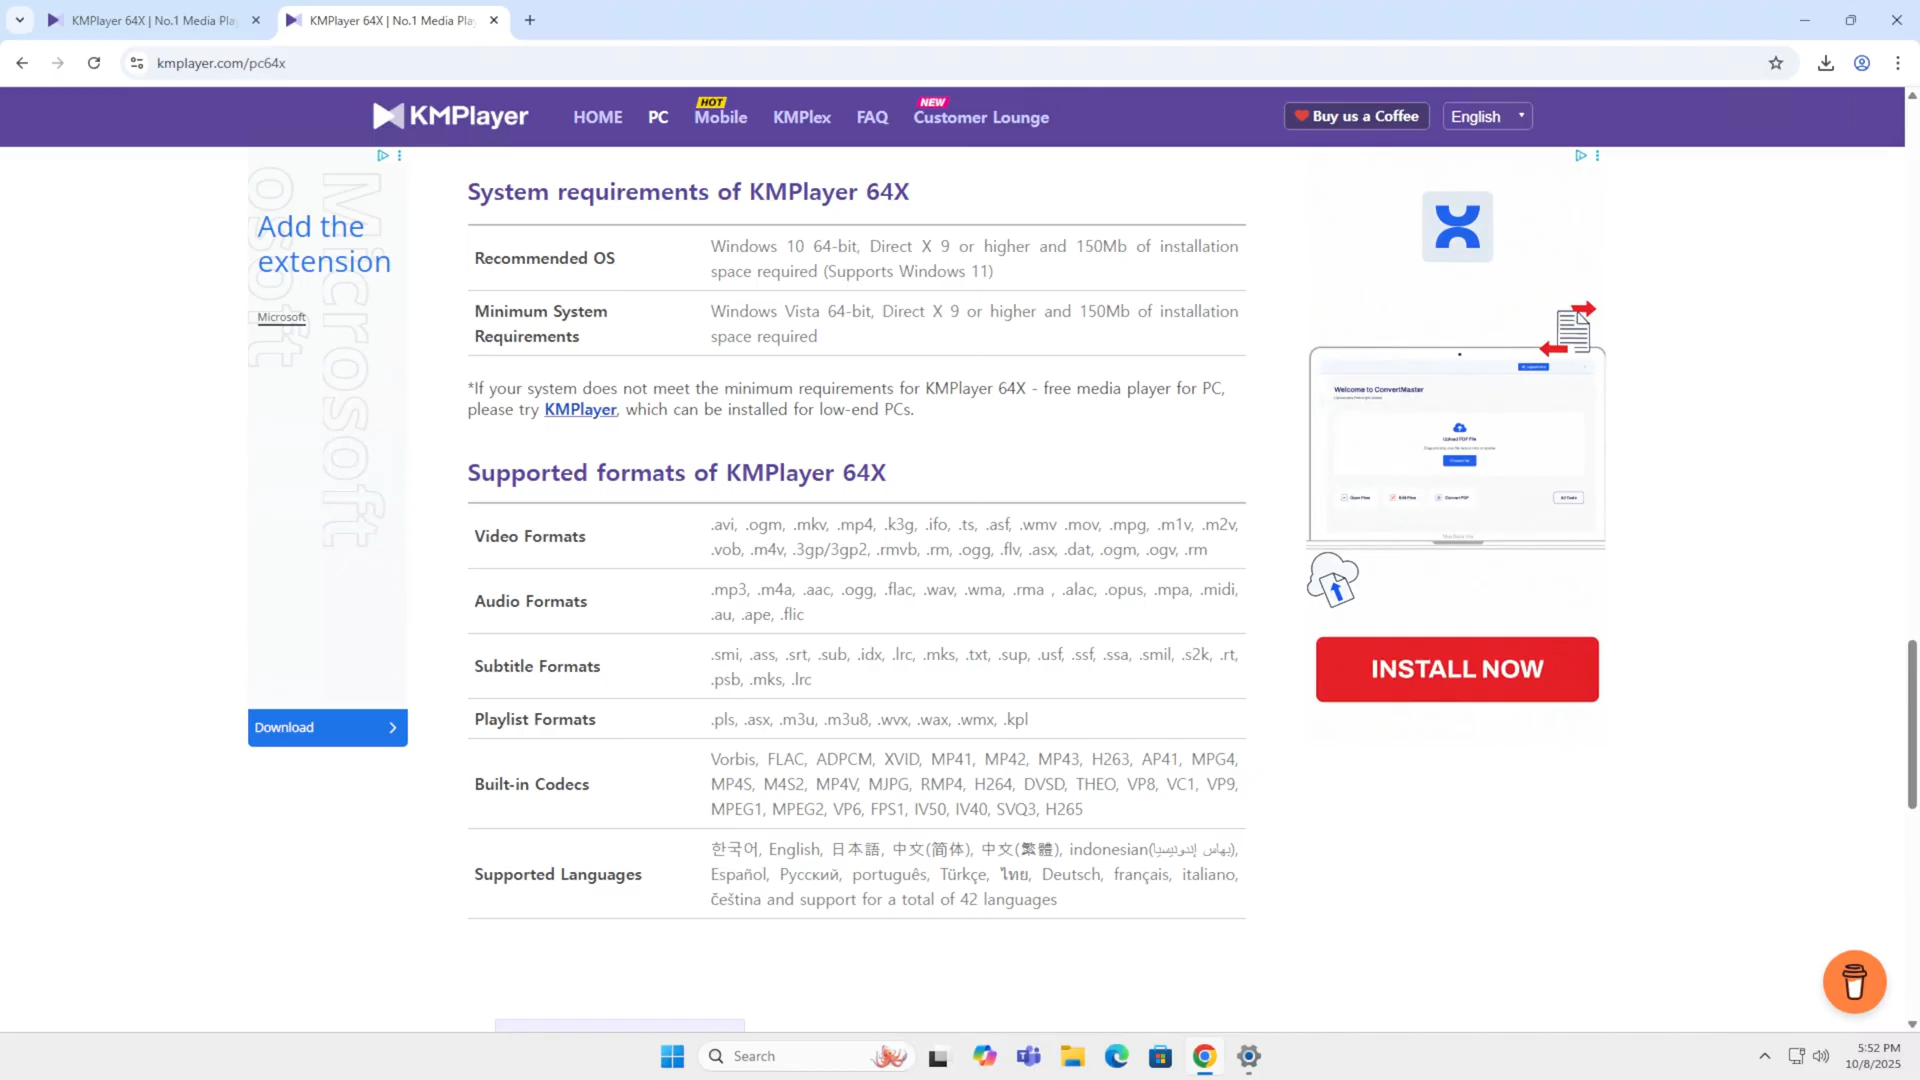 KMPlayer 64X | No.1 Media Pla
KMPlayer 64X | No.1 Media Play
kmplayer.com/pc64x
KMPlayer
HOME
PC
HOT
Mobile
KMPlex
FAQ
NEW
Customer Lounge
Buy us a Coffee
English
Microsoft
Add the
extension
Microsoft
Download
System requirements of KMPlayer 64X
Recommended OS
Windows 10 64-bit, Direct X 9 or higher and 150Mb of installation
space required (Supports Windows 11)
Minimum System
Requirements
Windows Vista 64-bit, Direct X 9 or higher and 150Mb of installation
space required
*If your system does not meet the minimum requirements for KMPlayer 64X - free media player for PC,
please try KMPlayer, which can be installed for low-end PCs.
Supported formats of KMPlayer 64X
Video Formats
.avi, .ogm, .mkv, .mp4, .k3g, .ifo, .ts, .asf, .wmv .mov, .mpg, .m1v, .m2v,
.vob, .m4v, .3gp/3gp2, .rmvb, .rm, .ogg, .flv, .asx, .dat, .ogm, .ogv, .rm
Audio Formats
.mp3, .m4a, .aac, .ogg, .flac, .wav, .wma, .rma , .alac, .opus, .mpa, .midi,
.au, .ape, .flic
Subtitle Formats
.smi, .ass, .srt, .sub, .idx, .lrc, .mks, .txt, .sup, .usf, .ssf, .ssa, .smil, .s2k, .rt,
.psb, .mks, .lrc
Playlist Formats
.pls, .asx, .m3u, .m3u8, .wvx, .wax, .wmx, .kpl
Built-in Codecs
Vorbis, FLAC, ADPCM, XVID, MP41, MP42, MP43, H263, AP41, MPG4,
MP4S, M4S2, MP4V, MJPG, RMP4, H264, DVSD, THEO, VP8, VC1, VP9,
MPEG1, MPEG2, VP6, FPS1, IV50, IV40, SVQ3, H265
Supported Languages
한국어, English, 日本語, 中文(简体), 中文(繁體), indonesian(بهاس إندونيسيا),
Español, Русский, português, Türkçe, ไทย, Deutsch, français, italiano,
čeština and support for a total of 42 languages
Welcome to ConvertMaster
Upload PDF File
Open Files
Edit Files
Convert PDF
All Tools
INSTALL NOW
Search
5:52 PM
10/8/2025